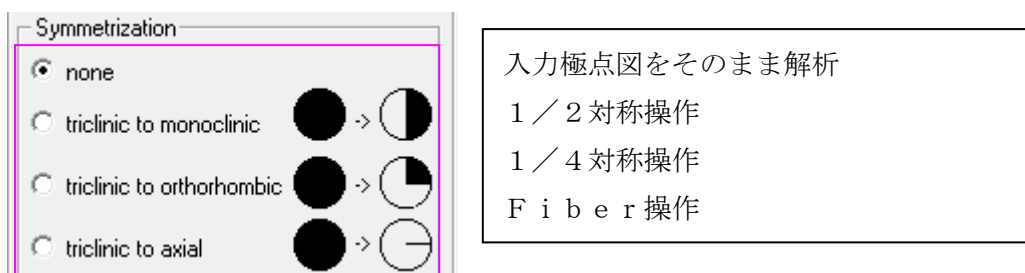 Symmetrization
none
triclinic to monoclinic ->
triclinic to orthorhombic ->
triclinic to axial ->
入力極点図をそのまま解析
1／2対称操作
1／4対称操作
Ｆｉｂｅｒ操作